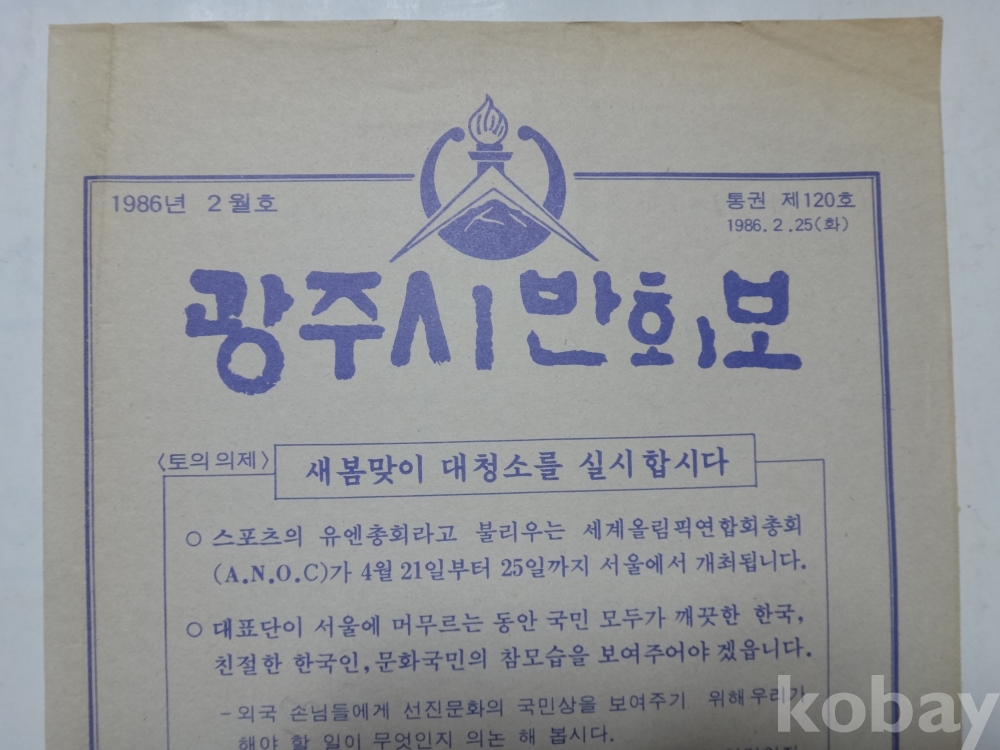 1986년 2월호
통권 제120호
1986. 2. 25(화)
광주시 반회보
〈토의의제〉
새봄맞이 대청소를 실시합시다
○ 스포츠의 유엔총회라고 불리우는 세계올림픽연합회총회
(A.N.O.C)가 4월 21일부터 25일까지 서울에서 개최됩니다.
○ 대표단이 서울에 머무르는 동안 국민 모두가 깨끗한 한국,
친절한 한국인, 문화국민의 참모습을 보여주어야 겠읍니다.
- 외국 손님들에게 선진문화의 국민상을 보여주기 위해 우리가
해야 할 일이 무엇인지 의논 해 봅시다.
kobay